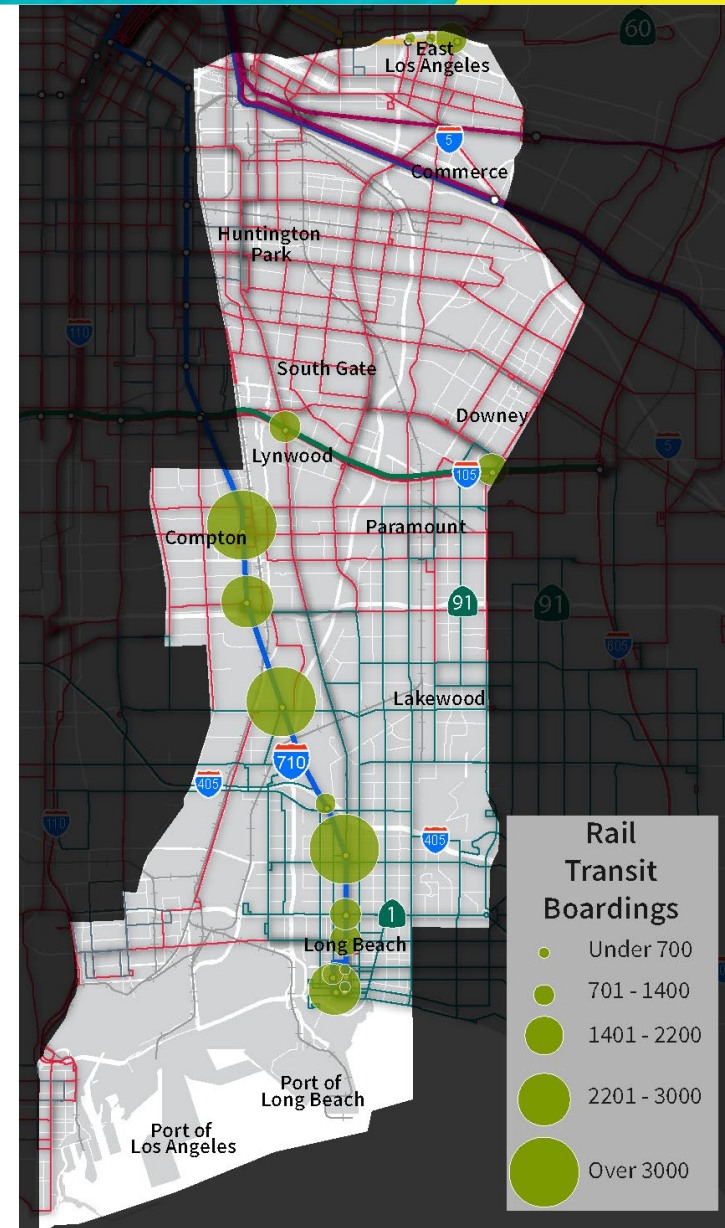 60
East
Los Angeles
5
Commerce
Huntington
Park
110
South Gate
Downey
5
Lynwood
105
Compton
Paramount
91
91
605
Lakewood
710
405
110
405
Rail
Transit
Boardings
1
Long Beach
Under 700
701 - 1400
1401 - 2200
2201 - 3000
Over 3000
Port of
Long Beach
Port of
Los Angeles